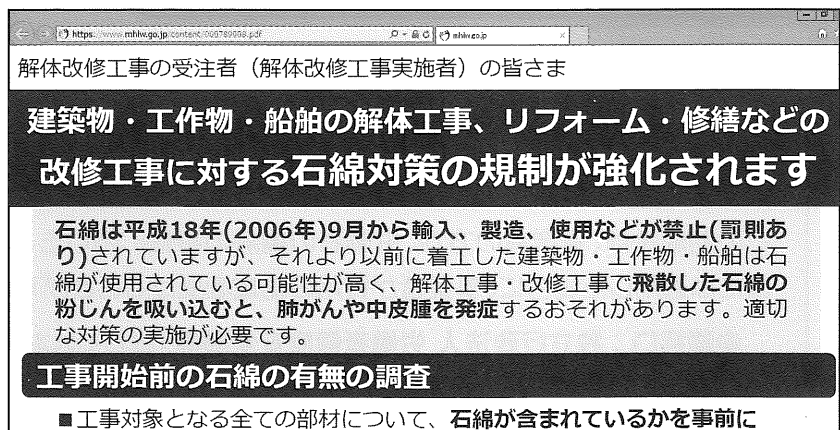 https://www.mhlw.go.jp/content/000789008.pdf
mhlw.go.jp
解体改修工事の受注者（解体改修工事実施者）の皆さま
建築物・工作物・船舶の解体工事、リフォーム・修繕などの
改修工事に対する石綿対策の規制が強化されます
石綿は平成18年(2006年)9月から輸入、製造、使用などが禁止(罰則あ
り)されていますが、それより以前に着工した建築物・工作物・船舶は石
綿が使用されている可能性が高く、解体工事・改修工事で飛散した石綿の
粉じんを吸い込むと、肺がんや中皮腫を発症するおそれがあります。適切
な対策の実施が必要です。
工事開始前の石綿の有無の調査
■工事対象となる全ての部材について、石綿が含まれているかを事前に